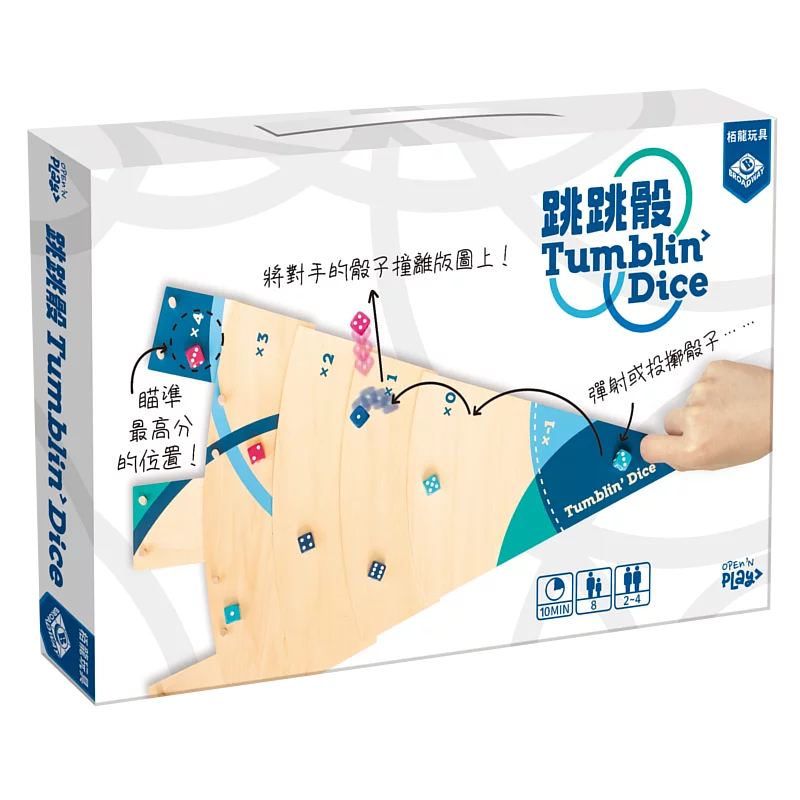 栢龍玩具
B
BROADWAY
跳跳骰
Tumblin'
Dice
將對手的骰子撞離版圖上！
彈射或投擲骰子……
瞄準
最高分
的位置！
x4
x3
x2
x1
x0
x-1
Tumblin' Dice
10MIN
8
2-4
OPEN'N
PLay
OPEN'N
PLay
跳跳骰 Tumblin' Dice
BROADWAY
栢龍玩具